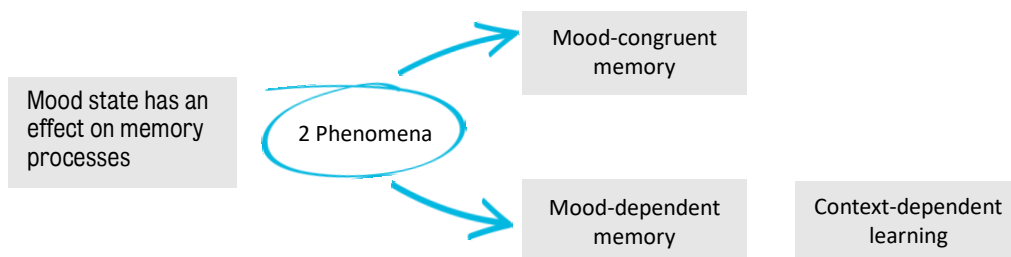 Mood state has an
effect on memory
processes
2 Phenomena
Mood-congruent
memory
Mood-dependent
memory
Context-dependent
learning